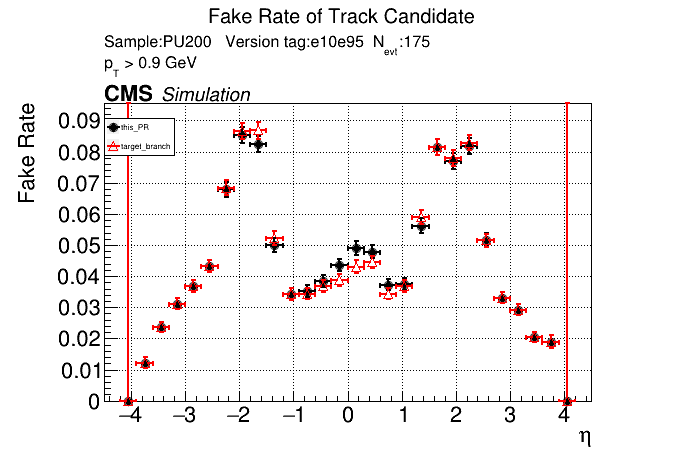 Fake Rate of Track Candidate
Sample:PU200 Version tag:e10e95 Nevt:175
pT > 0.9 GeV
CMS Simulation
Fake Rate
0.09
0.08
0.07
0.06
0.05
0.04
0.03
0.02
0.01
0
this_PR
target_branch
−4 −3 −2 −1 0 1 2 3 4
η